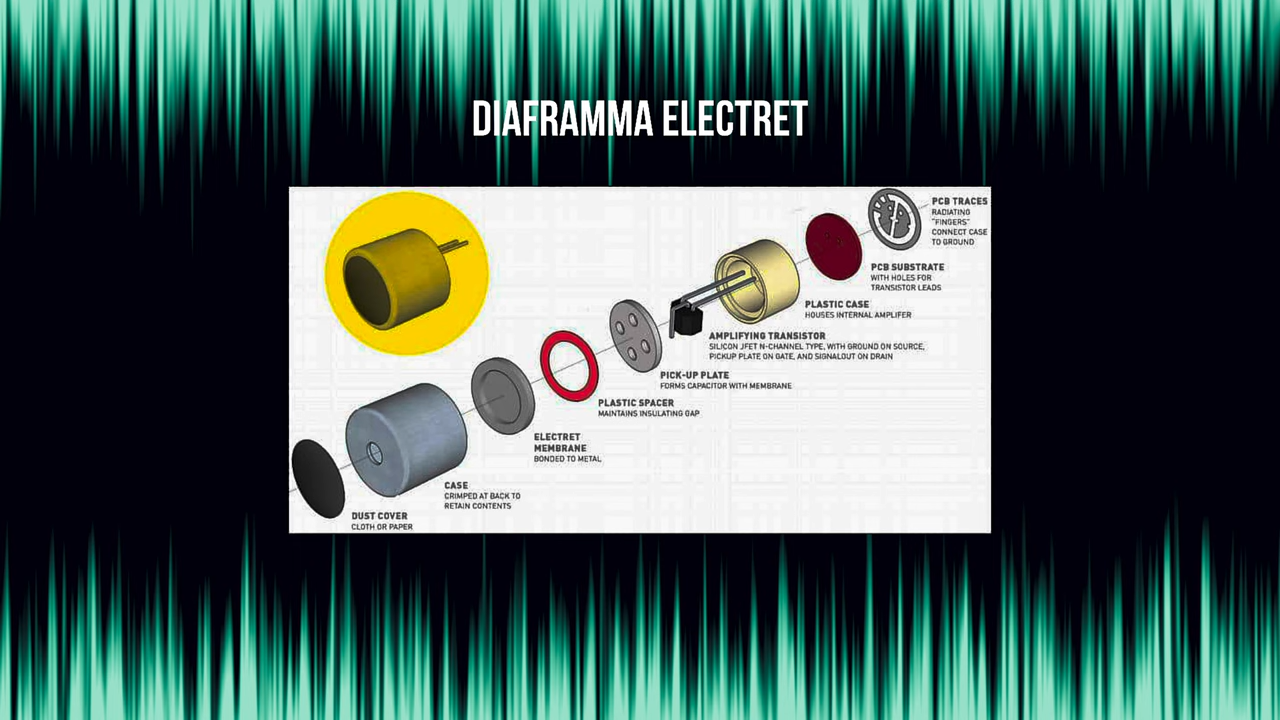 DIAFRAMMA ELECTRET
PCB TRACES
RADIATING
"FINGERS"
CONNECT CASE
TO GROUND
PCB SUBSTRATE
WITH HOLES FOR
TRANSISTOR LEADS
PLASTIC CASE
HOUSES INTERNAL AMPLIFER
AMPLIFYING TRANSISTOR
SILICON JFET N-CHANNEL TYPE, WITH GROUND ON SOURCE,
PICKUP PLATE ON GATE, AND SIGNALOUT ON DRAIN
PICK-UP PLATE
FORMS CAPACITOR WITH MEMBRANE
PLASTIC SPACER
MAINTAINS INSULATING GAP
ELECTRET
MEMBRANE
BONDED TO METAL
CASE
CRIMPED AT BACK TO
RETAIN CONTENTS
DUST COVER
CLOTH OR PAPER